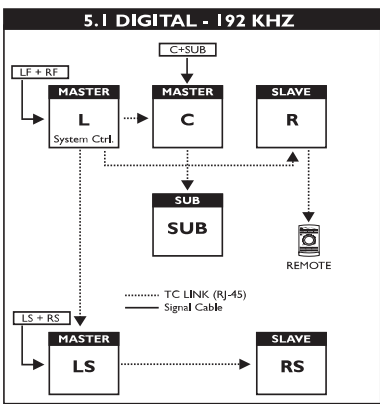 5.1 DIGITAL - 192 KHZ
C+SUB
LF + RF
MASTER
L
System Ctrl.
MASTER
C
SLAVE
R
SUB
SUB
REMOTE
TC LINK (RJ-45)
Signal Cable
LS + RS
MASTER
LS
SLAVE
RS